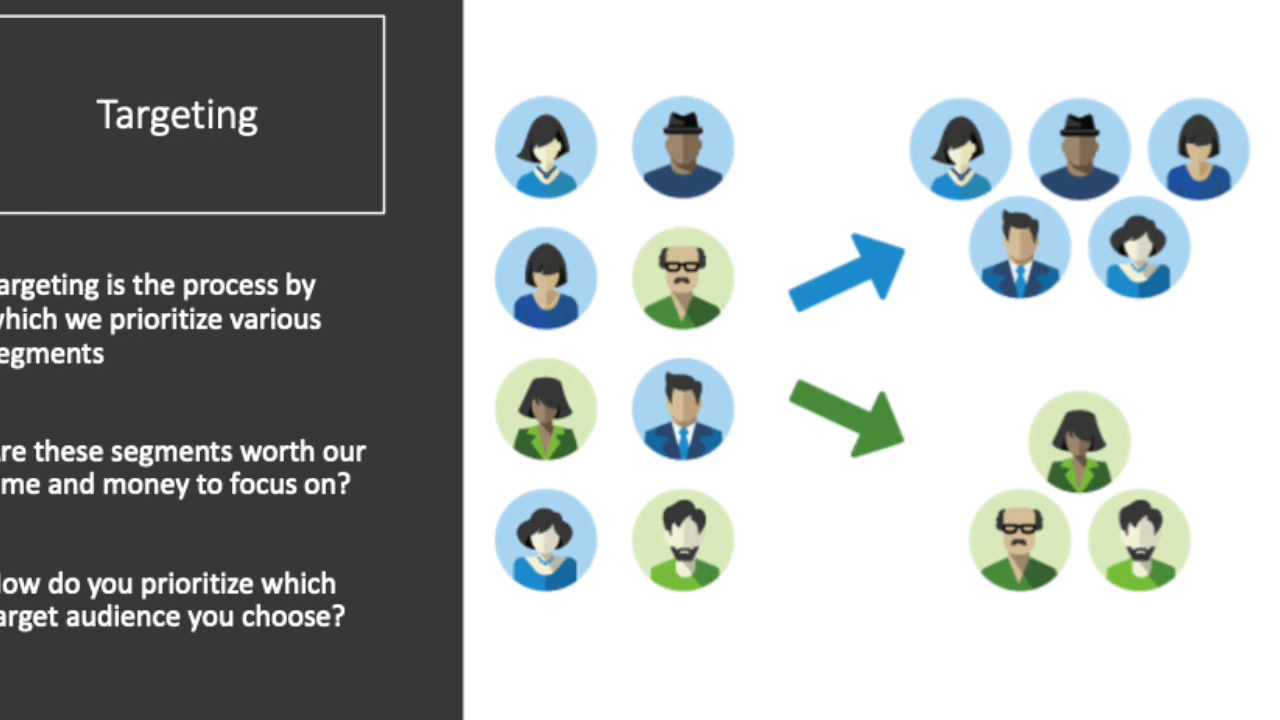 Targeting
argeting is the process by
hich we prioritize various
egments
re these segments worth our
me and money to focus on?
ow do you prioritize which
arget audience you choose?